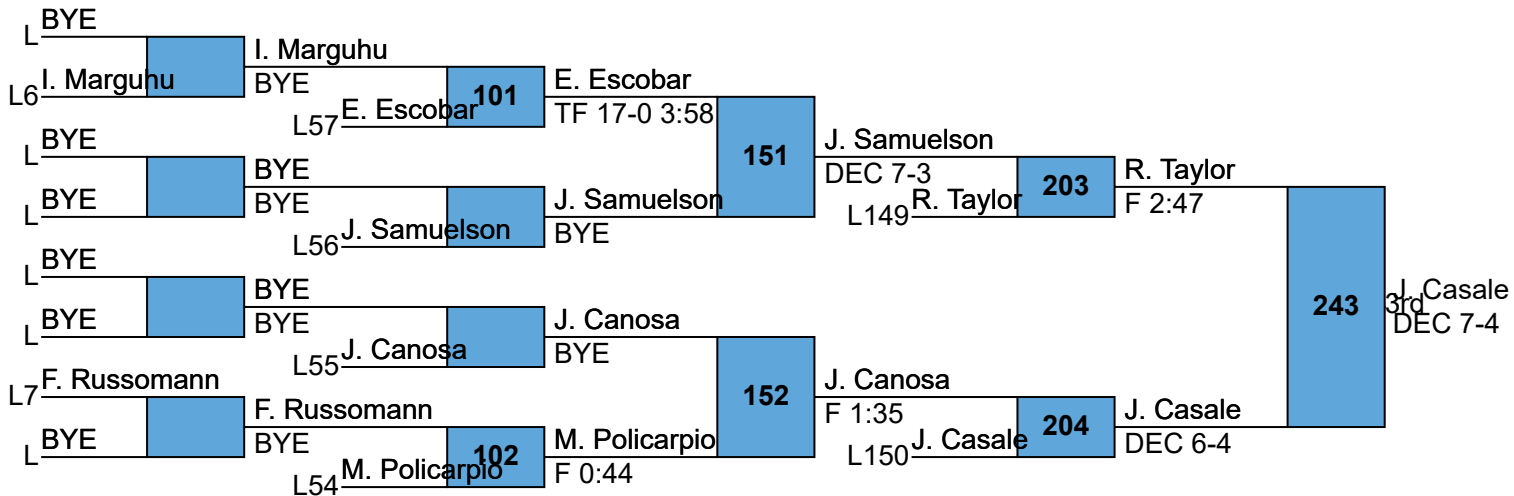 BYE
L
I. Marguhu
L6
I. Marguhu
BYE
E. Escobar
L57
101
E. Escobar
TF 17-0 3:58
BYE
L
BYE
L
BYE
BYE
J. Samuelson
L56
J. Samuelson
BYE
151
J. Samuelson
DEC 7-3
R. Taylor
L149
203
R. Taylor
F 2:47
BYE
L
BYE
L
BYE
BYE
J. Canosa
L55
J. Canosa
BYE
F. Russomann
L7
BYE
L
F. Russomann
BYE
M. Policarpio
L54
102
M. Policarpio
F 0:44
152
J. Canosa
F 1:35
J. Casale
L150
204
J. Casale
DEC 6-4
243
J. Casale
3rd
DEC 7-4